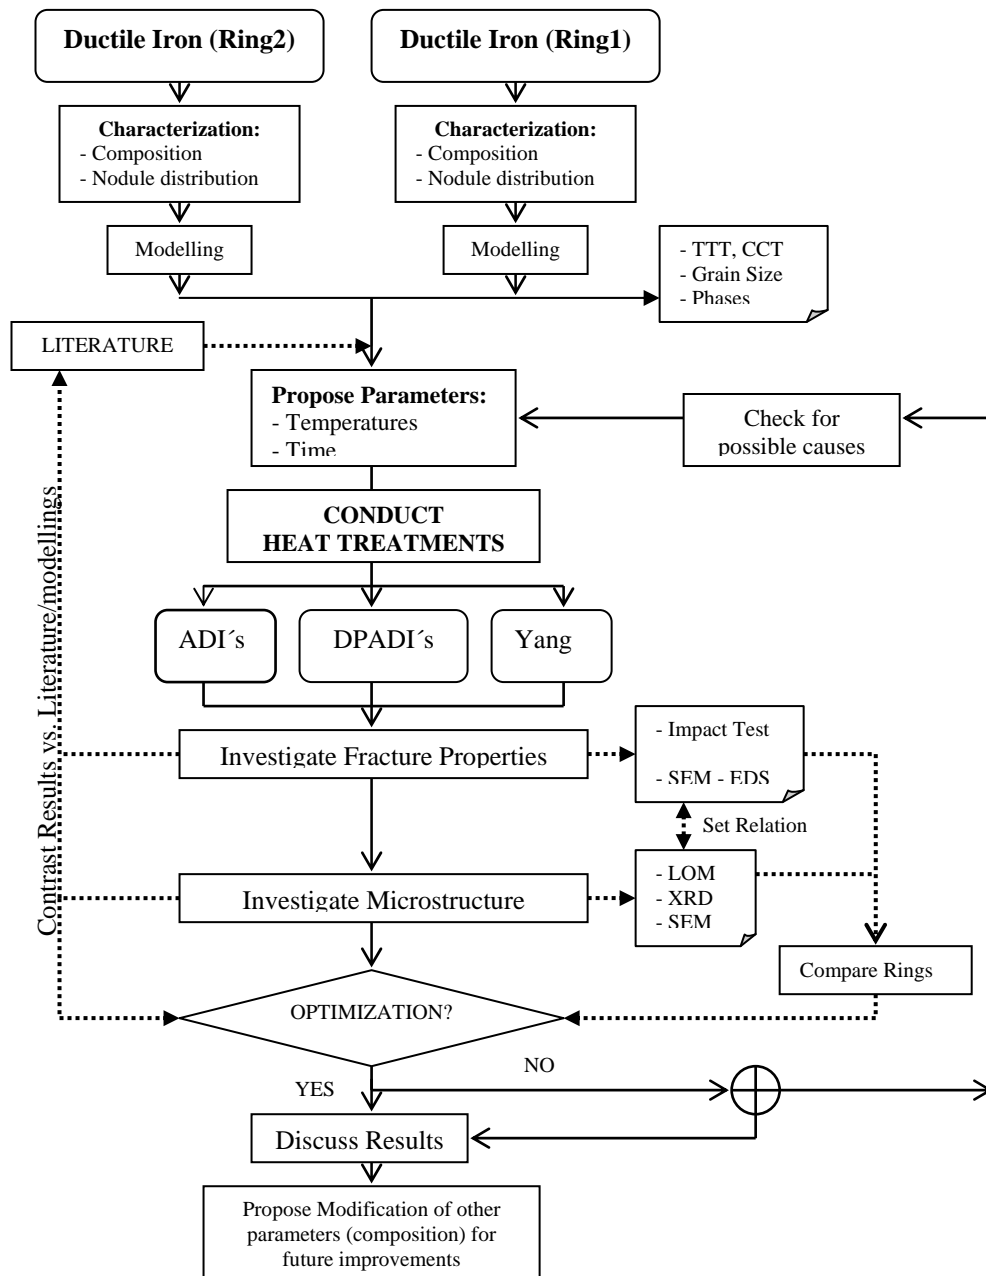 Ductile Iron (Ring2)
Ductile Iron (Ring1)
Characterization:
- Composition
- Nodule distribution
Characterization:
- Composition
- Nodule distribution
Modelling
Modelling
- TTT, CCT
- Grain Size
- Phases
LITERATURE
Propose Parameters:
- Temperatures
- Time
Check for
possible causes
CONDUCT
HEAT TREATMENTS
ADI´s
DPADI´s
Yang
Contrast Results vs. Literature/modellings
Investigate Fracture Properties
- Impact Test
- SEM - EDS
Set Relation
Investigate Microstructure
- LOM
- XRD
- SEM
Compare Rings
OPTIMIZATION?
NO
YES
Discuss Results
Propose Modification of other
parameters (composition) for
future improvements